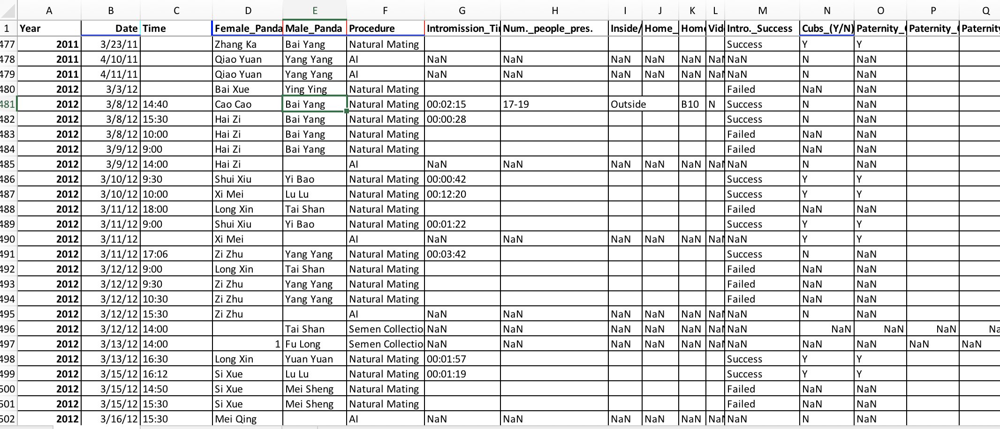 A B C D E F G H I J K L M N O P Q
1 Year Date Time Female_Panda Male_Panda Procedure Intromission_Ti Num._people_pres. Inside/ Home_ Hom Vid Intro._Success Cubs_(Y/N) Paternity_ Paternity_ Paternity
477 2011 3/23/11 Zhang Ka Bai Yang Natural Mating Success Y Y
478 2011 4/10/11 Qiao Yuan Yang Yang AI NaN NaN NaN NaN NaN NaN NaN N NaN
479 2011 4/11/11 Qiao Yuan Yang Yang AI NaN NaN NaN NaN NaN NaN NaN N NaN
480 2012 3/3/12 Bai Xue Ying Ying Natural Mating Failed NaN NaN
481 2012 3/8/12 14:40 Cao Cao Bai Yang Natural Mating 00:02:15 17-19 Outside B10 N Success N NaN
482 2012 3/8/12 15:30 Hai Zi Bai Yang Natural Mating 00:00:28 Success N NaN
483 2012 3/8/12 10:00 Hai Zi Bai Yang Natural Mating Failed NaN NaN
484 2012 3/9/12 9:00 Hai Zi Bai Yang Natural Mating Failed NaN NaN
485 2012 3/9/12 14:00 Hai Zi AI NaN NaN NaN NaN NaN NaN NaN N NaN
486 2012 3/10/12 9:30 Shui Xiu Yi Bao Natural Mating 00:00:42 Success Y Y
487 2012 3/10/12 10:00 Xi Mei Lu Lu Natural Mating 00:12:20 Success Y Y
488 2012 3/11/12 18:00 Long Xin Tai Shan Natural Mating Failed NaN NaN
489 2012 3/11/12 9:00 Shui Xiu Yi Bao Natural Mating 00:01:22 Success Y Y
490 2012 3/11/12 Xi Mei AI NaN NaN NaN NaN NaN NaN NaN Y Y
491 2012 3/11/12 17:06 Zi Zhu Yang Yang Natural Mating 00:03:42 Success N NaN
492 2012 3/12/12 9:00 Long Xin Tai Shan Natural Mating Failed NaN NaN
493 2012 3/12/12 9:30 Zi Zhu Yang Yang Natural Mating Failed NaN NaN
494 2012 3/12/12 10:30 Zi Zhu Yang Yang Natural Mating Failed NaN NaN
495 2012 3/12/12 15:30 Zi Zhu AI NaN NaN NaN NaN NaN NaN NaN N NaN
496 2012 3/12/12 14:00 Tai Shan Semen Collectio NaN NaN NaN NaN NaN NaN NaN NaN NaN NaN Na
497 2012 3/13/12 14:00 1 Fu Long Semen Collectio NaN NaN NaN NaN NaN NaN NaN NaN NaN NaN NaN
498 2012 3/13/12 16:30 Long Xin Yuan Yuan Natural Mating 00:01:57 Success Y Y
499 2012 3/15/12 16:12 Si Xue Lu Lu Natural Mating 00:01:19 Success Y Y
500 2012 3/15/12 14:50 Si Xue Mei Sheng Natural Mating Failed NaN NaN
501 2012 3/15/12 15:30 Si Xue Mei Sheng Natural Mating Failed NaN NaN
502 2012 3/16/12 15:30 Mei Qing AI NaN NaN NaN NaN NaN NaN NaN N NaN